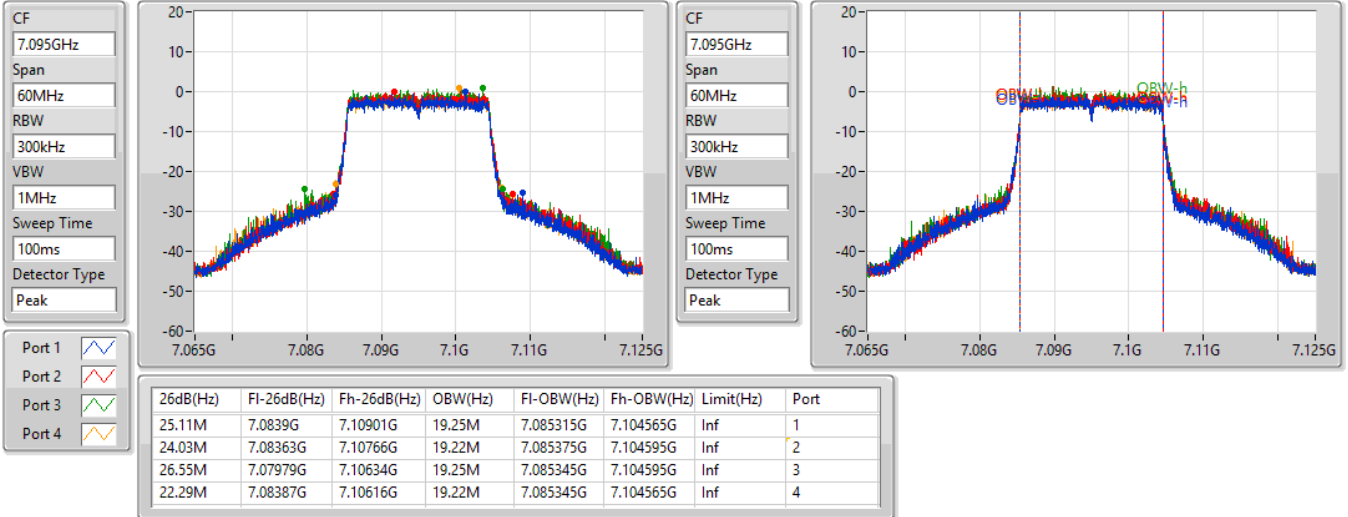 CF
7.095GHz
Span
60MHz
RBW
300kHz
VBW
1MHz
Sweep Time
100ms
Detector Type
Peak
20
10
0
-10
-20
-30
-40
-50
-60
7.065G 7.08G 7.09G 7.1G 7.11G 7.125G
CF
7.095GHz
Span
60MHz
RBW
300kHz
VBW
1MHz
Sweep Time
100ms
Detector Type
Peak
20
10
0
-10
-20
-30
-40
-50
-60
OBW-h
7.065G 7.08G 7.09G 7.1G 7.11G 7.125G
Port 1
Port 2
Port 3
Port 4
26dB(Hz) Fl-26dB(Hz) Fh-26dB(Hz) OBW(Hz) Fl-OBW(Hz) Fh-OBW(Hz) Limit(Hz) Port
25.11M 7.0839G 7.10901G 19.25M 7.085315G 7.104565G Inf 1
24.03M 7.08363G 7.10766G 19.22M 7.085375G 7.104595G Inf 2
26.55M 7.07979G 7.10634G 19.25M 7.085345G 7.104595G Inf 3
22.29M 7.08387G 7.10616G 19.22M 7.085345G 7.104565G Inf 4